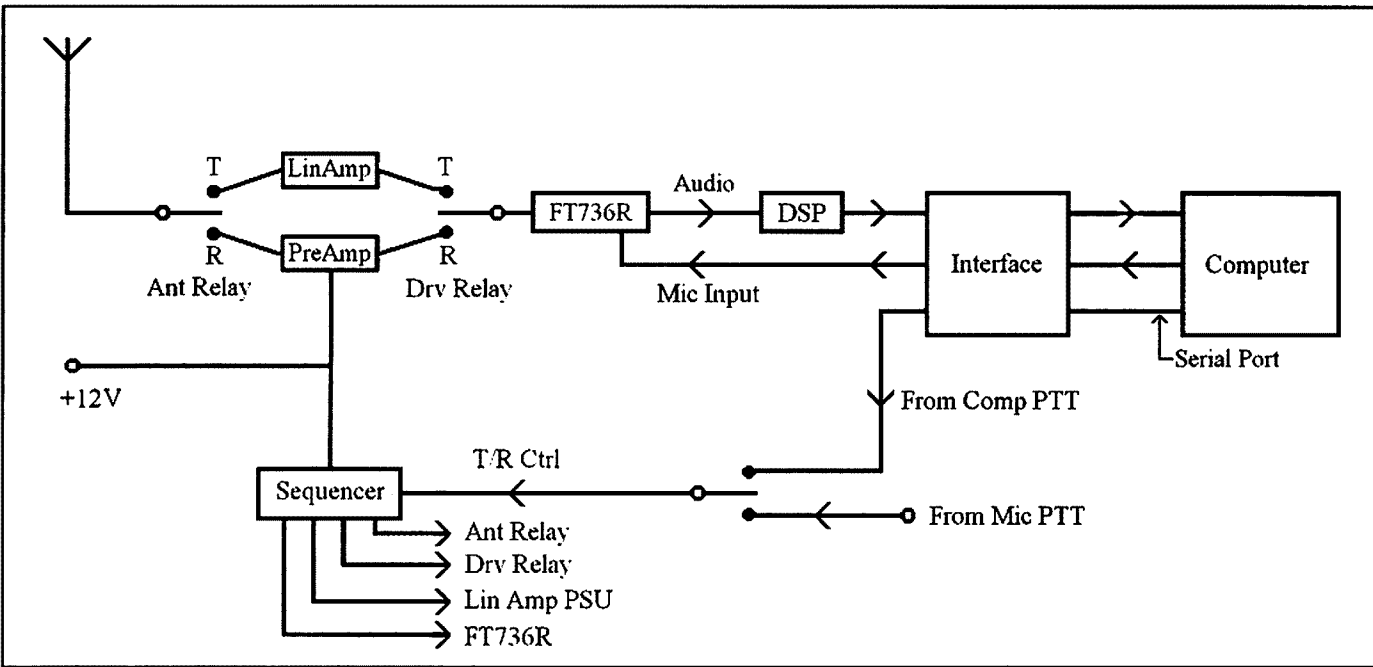 T
LinAmp
T
R
PreAmp
R
Ant Relay
Drv Relay
FT736R
Audio
DSP
Mic Input
Interface
Computer
Serial Port
+12V
From Comp PTT
T/R Ctrl
Sequencer
From Mic PTT
Ant Relay
Drv Relay
Lin Amp PSU
FT736R